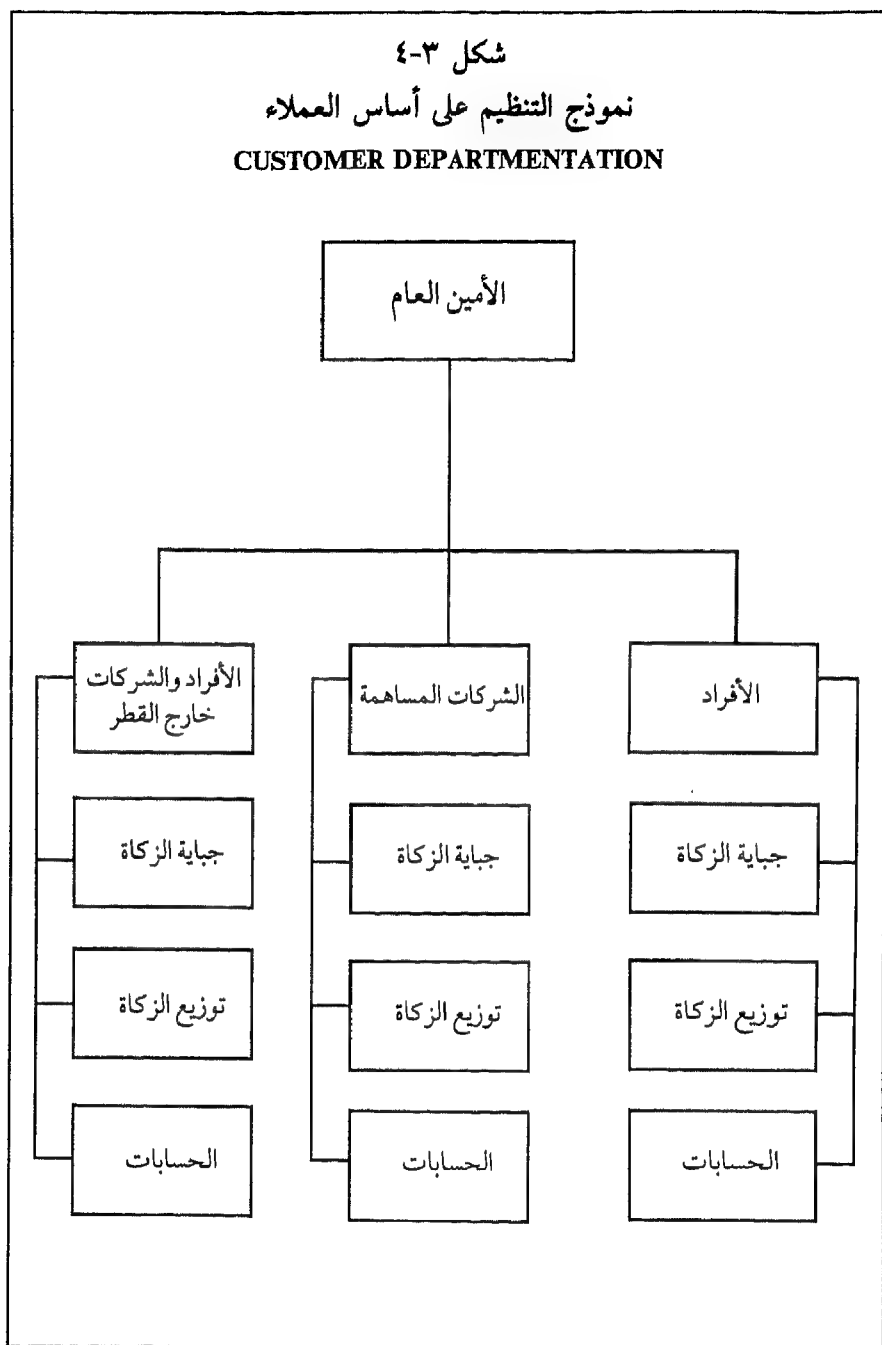 شكل ٣-٤
نموذج التنظيم على أساس العملاء
CUSTOMER DEPARTMENTATION
الأمين العام
الأفراد
الشركات المساهمة
الأفراد والشركات
خارج القطر
جباية الزكاة
جباية الزكاة
جباية الزكاة
توزيع الزكاة
توزيع الزكاة
توزيع الزكاة
الحسابات
الحسابات
الحسابات